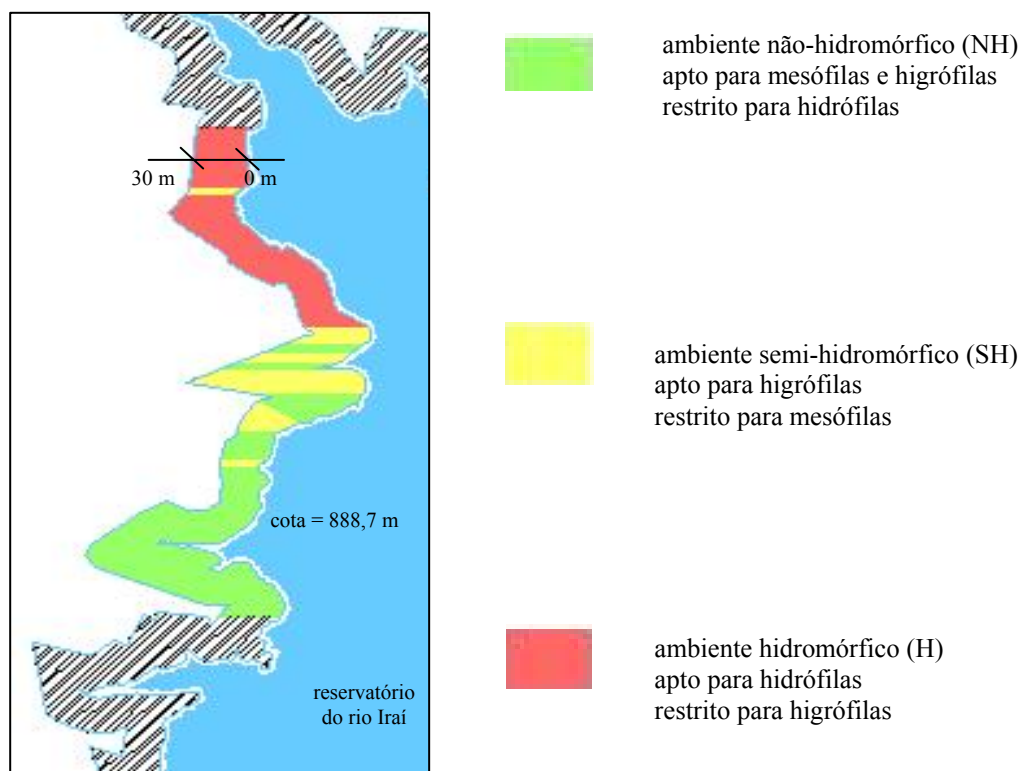 ambiente não-hidromórfico (NH)
apto para mesófilas e higrófilas
restrito para hidrófilas
30 m
0 m
ambiente semi-hidromórfico (SH)
apto para higrófilas
restrito para mesófilas
cota = 888,7 m
ambiente hidromórfico (H)
apto para hidrófilas
restrito para higrófilas
reservatório
do rio Iraí